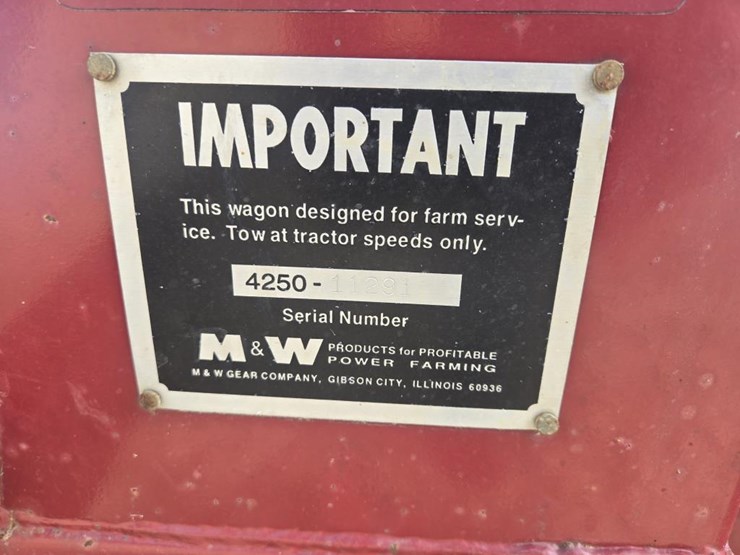 IMPORTANT
This wagon designed for farm serv-
ice. Tow at tractor speeds only.
4250 -
Serial Number
M & W PRODUCTS for PROFITABLE
POWER FARMING
M & W GEAR COMPANY, GIBSON CITY, ILLINOIS 60936